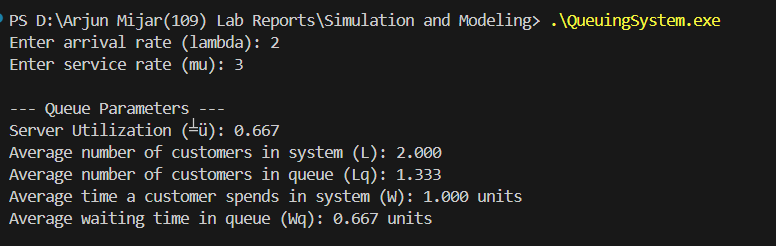 PS D:\Arjun Mijar(109) Lab Reports\Simulation and Modeling> .\QueuingSystem.exe
Enter arrival rate (lambda): 2
Enter service rate (mu): 3
--- Queue Parameters ---
Server Utilization (╧ü): 0.667
Average number of customers in system (L): 2.000
Average number of customers in queue (Lq): 1.333
Average time a customer spends in system (W): 1.000 units
Average waiting time in queue (Wq): 0.667 units